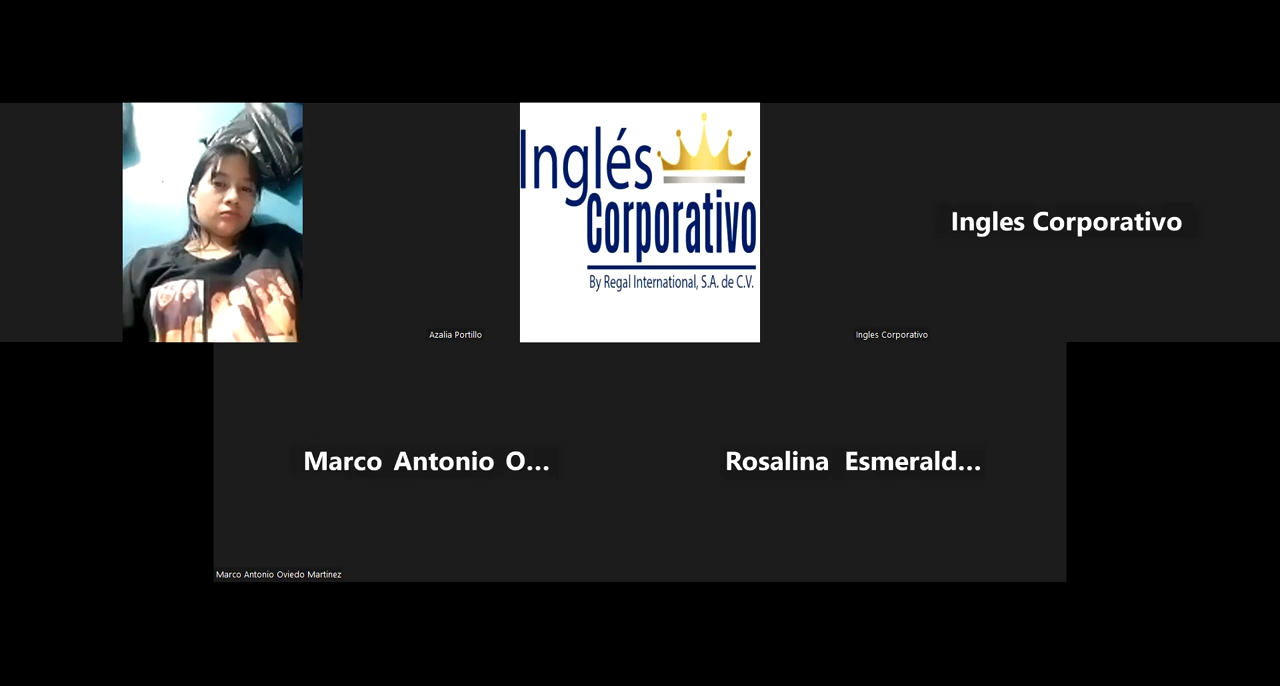 Inglés
Corporativo
By Regal International, S.A. de C.V.
Ingles Corporativo
Azalia Portillo
Ingles Corporativo
Marco Antonio O...
Rosalina Esmerald...
Marco Antonio Oviedo Martinez